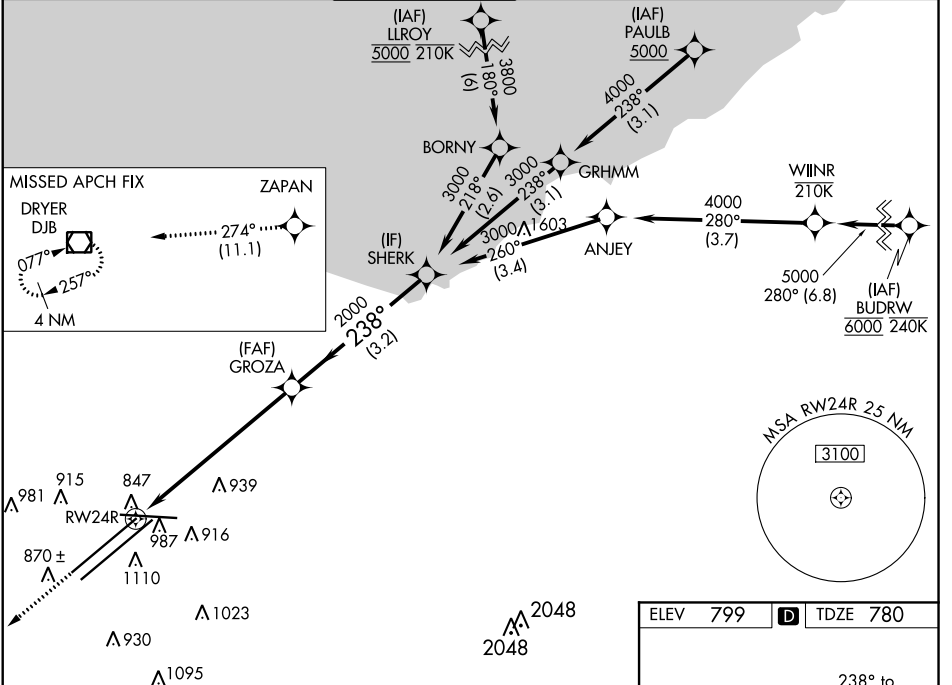 (IAF)
LLROY
5000 210K
3800
180°
(6)
(IAF)
PAULB
5000
4000
238°
(3.1)
BORNY
GRHMM
3000
218°
(2.6)
3000
238°
(3.1)
WIINR
210K
4000
280°
(3.7)
ANJEY
3000
1603
260°
(3.4)
5000
280° (6.8)
(IAF)
BUDRW
6000 240K
MISSED APCH FIX
ZAPAN
DRYER
DJB
274°
(11.1)
077°
257°
4 NM
(IF)
SHERK
2000
238°
(3.2)
(FAF)
GROZA
MSA RW24R 25 NM
3100
981
915
847
939
RW24R
987
916
870 ±
1110
1023
930
1095
2048
2048
ELEV 799 D TDZE 780
238° to